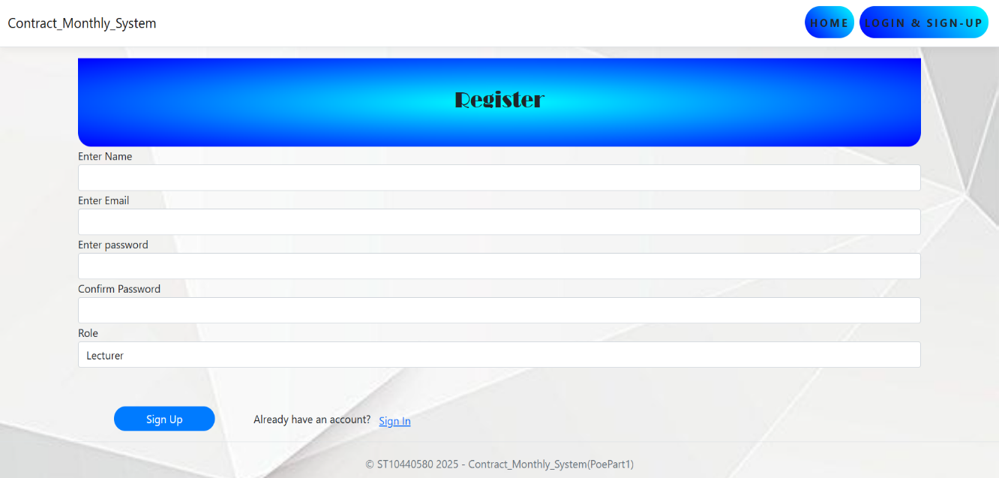 Contract_Monthly_System
HOME
LOGIN & SIGN-UP
Register
Enter Name
Enter Email
Enter password
Confirm Password
Role
Lecturer
Sign Up
Already have an account? Sign In
© ST10440580 2025 - Contract_Monthly_System(PoePart1)